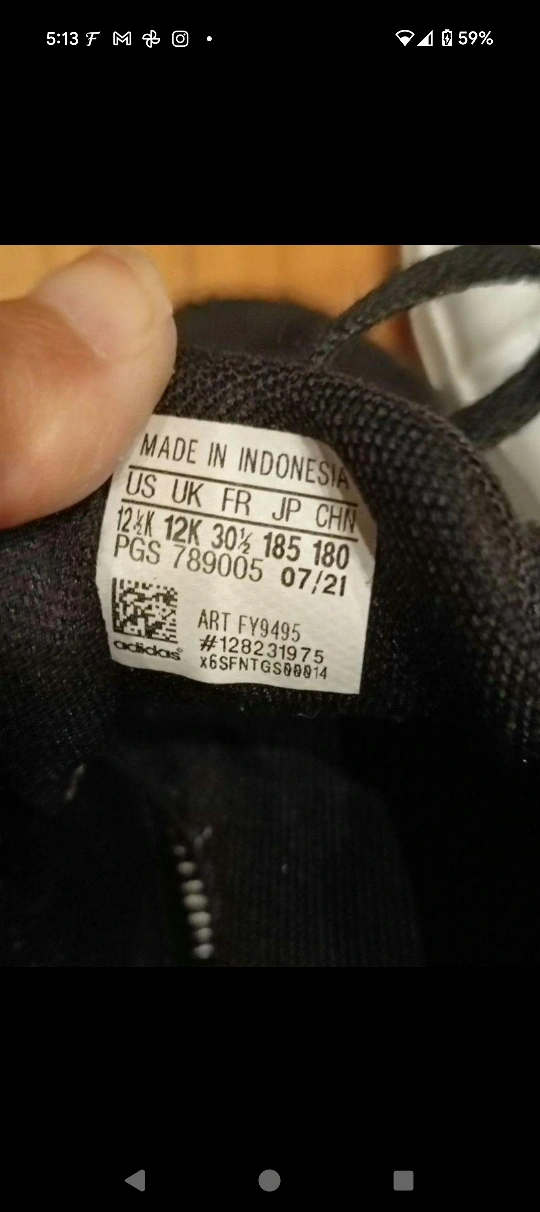 5:13
59%
MADE IN INDONESIA
US UK FR JP CHN
12½K 12K 30½ 185 180
PGS 789005 07/21
ART FY9495
#128231975
adidas®
x6SFNTGS00014